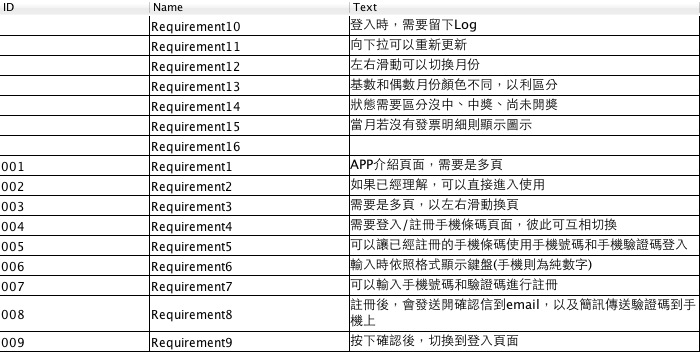 ID Name Text
Requirement10 登入時，需要留下Log
Requirement11 向下拉可以重新更新
Requirement12 左右滑動可以切換月份
Requirement13 基數和偶數月份顏色不同，以利區分
Requirement14 狀態需要區分沒中、中獎、尚未開獎
Requirement15 當月若沒有發票明細則顯示圖示
Requirement16
001 Requirement1 APP介紹頁面，需要是多頁
002 Requirement2 如果已經理解，可以直接進入使用
003 Requirement3 需要是多頁，以左右滑動換頁
004 Requirement4 需要登入/註冊手機條碼頁面，彼此可互相切換
005 Requirement5 可以讓已經註冊的手機條碼使用手機號碼和手機驗證碼登入
006 Requirement6 輸入時依照格式顯示鍵盤(手機則為純數字)
007 Requirement7 可以輸入手機號碼和驗證碼進行註冊
008 Requirement8 註冊後，會發送開確認信到email，以及簡訊傳送驗證碼到手
機上
009 Requirement9 按下確認後，切換到登入頁面